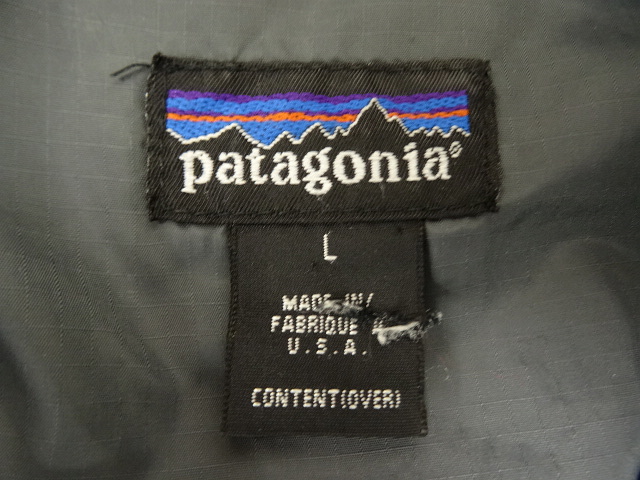 patagonia®
L
MADE IN/
FABRIQUE
U.S.A.
CONTENT(OVER)